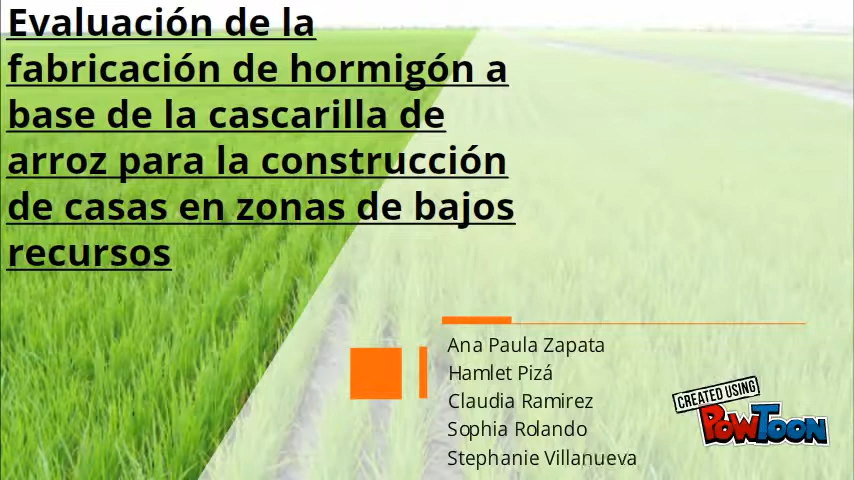 Evaluación de la
fabricación de hormigón a
base de la cascarilla de
arroz para la construcción
de casas en zonas de bajos
recursos
Ana Paula Zapata
Hamlet Pizá
Claudia Ramirez
Sophia Rolando
Stephanie Villanueva
CREATED USING
POWTOON